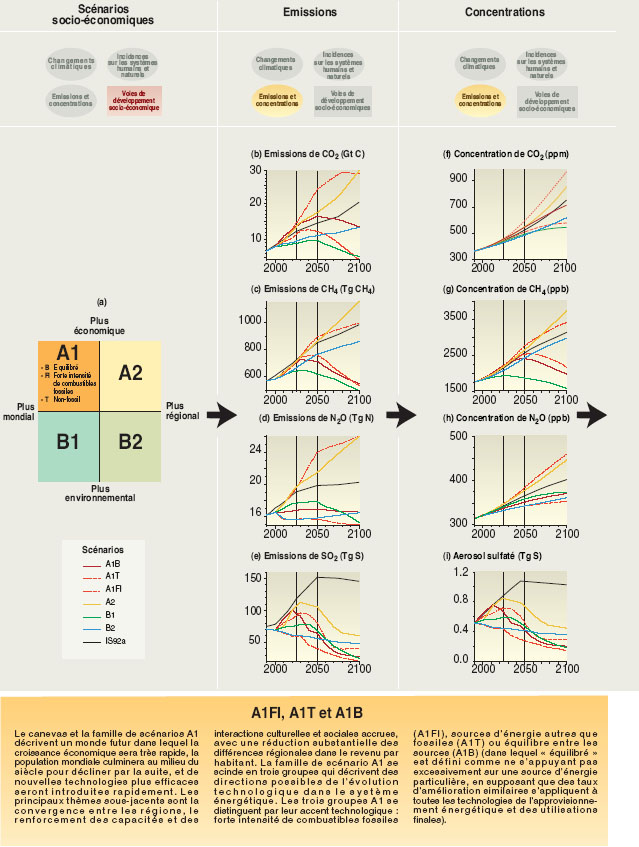 Scénarios
socio-économiques
Emissions
Concentrations
Changements
climatiques
Incidences
sur les systèmes
humains et
naturels
Emissions et
concentrations
Voies de
développement
socio-économique
Changements
climatiques
Incidences
sur les systèmes
humains et
naturels
Emissions et
concentrations
Voies de
développement
socio-économiques
Changements
climatiques
Incidences
sur les systèmes
humains et
naturels
Emissions et
concentrations
Voies de
développement
socio-économiques
(a)
Plus
économique
A1
- B Equilibré
- FI Forte intensité
de combustibles
fossiles
- T Non-fossil
A2
Plus
mondial
Plus
régional
B1
B2
Plus
environnemental
Scénarios
A1B
A1T
A1FI
A2
B1
B2
IS92a
(b) Emissions de CO2 (Gt C)
30
20
10
2000 2050 2100
(c) Emissions de CH4 (Tg CH4)
1000
800
600
2000 2050 2100
(d) Emissions de N2O (Tg N)
24
20
16
2000 2050 2100
(e) Emissions de SO2 (Tg S)
150
100
50
2000 2050 2100
(f) Concentration de CO2 (ppm)
900
700
500
300
2000 2050 2100
(g) Concentration de CH4 (ppb)
3500
2500
1500
2000 2050 2100
(h) Concentration de N2O (ppb)
500
400
300
2000 2050 2100
(i) Aerosol sulfaté (Tg S)
1.2
0.8
0.4
0.0
2000 2050 2100
A1FI, A1T et A1B
Le canevas et la famille de scénarios A1
décrivent un monde futur dans lequel la
croissance économique sera très rapide, la
population mondiale culminera au milieu du
siècle pour décliner par la suite, et de
nouvelles technologies plus efficaces
seront introduites rapidement. Les
principaux thèmes sous-jacents sont la
convergence entre les régions, le
renforcement des capacités et des
interactions culturelles et sociales accrues,
avec une réduction substantielle des
différences régionales dans le revenu par
habitant. La famille de scénario A1 se
scinde en trois groupes qui décrivent des
directions possibles de l'évolution
technologique dans le système
énergétique. Les trois groupes A1 se
distinguent par leur accent technologique :
forte intensité de combustibles fossiles
(A1FI), sources d'énergie autres que
fossiles (A1T) ou équilibre entre les
sources (A1B) (dans lequel « équilibré »
est défini comme ne s'appuyant pas
excessivement sur une source d'énergie
particulière, en supposant que des taux
d'amélioration similaires s'appliquent à
toutes les technologies de l'approvisionne-
ment énergétique et des utilisations
finales).